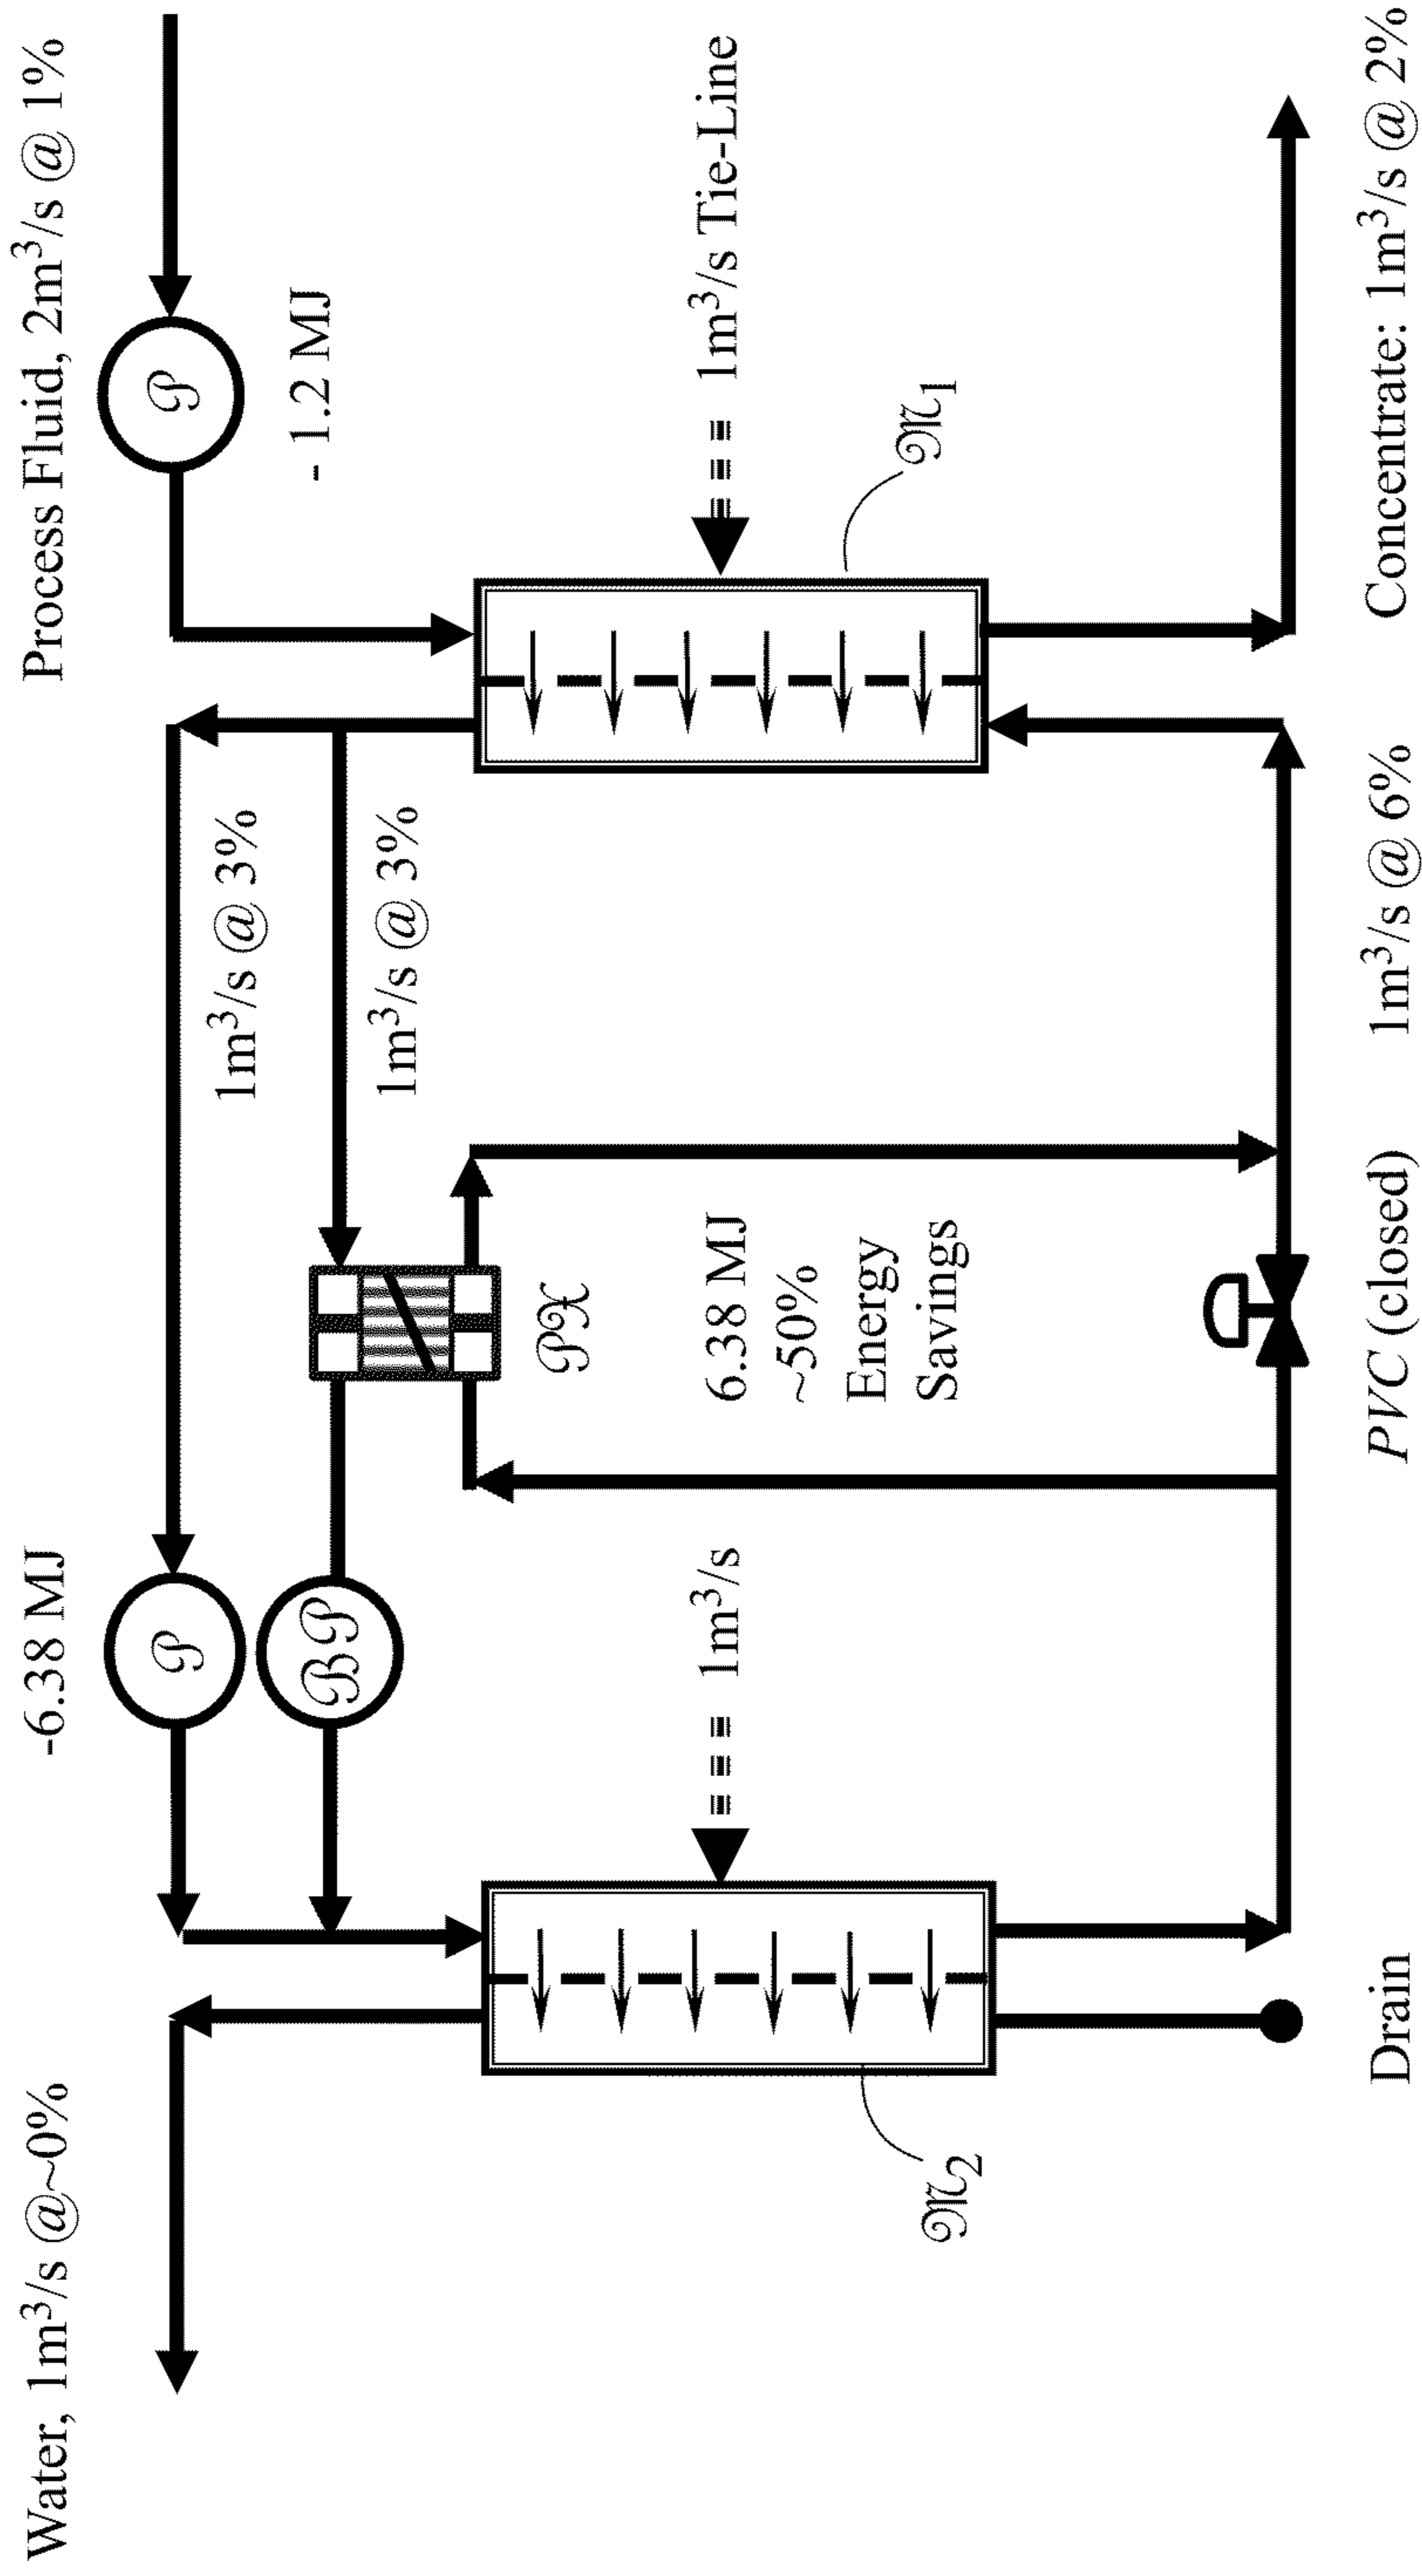 Water, 1m³/s @~0%
-6.38 MJ
Process Fluid, 2m³/s @ 1%
𝒫
1m³/s @ 3%
𝒫
ℬ𝒫
1m³/s @ 3%
- 1.2 MJ
𝒫𝒳
1m³/s
6.38 MJ
~50%
Energy
Savings
1m³/s Tie-Line
ℳ2
ℳ1
Drain
PVC (closed)
1m³/s @ 6%
Concentrate: 1m³/s @ 2%